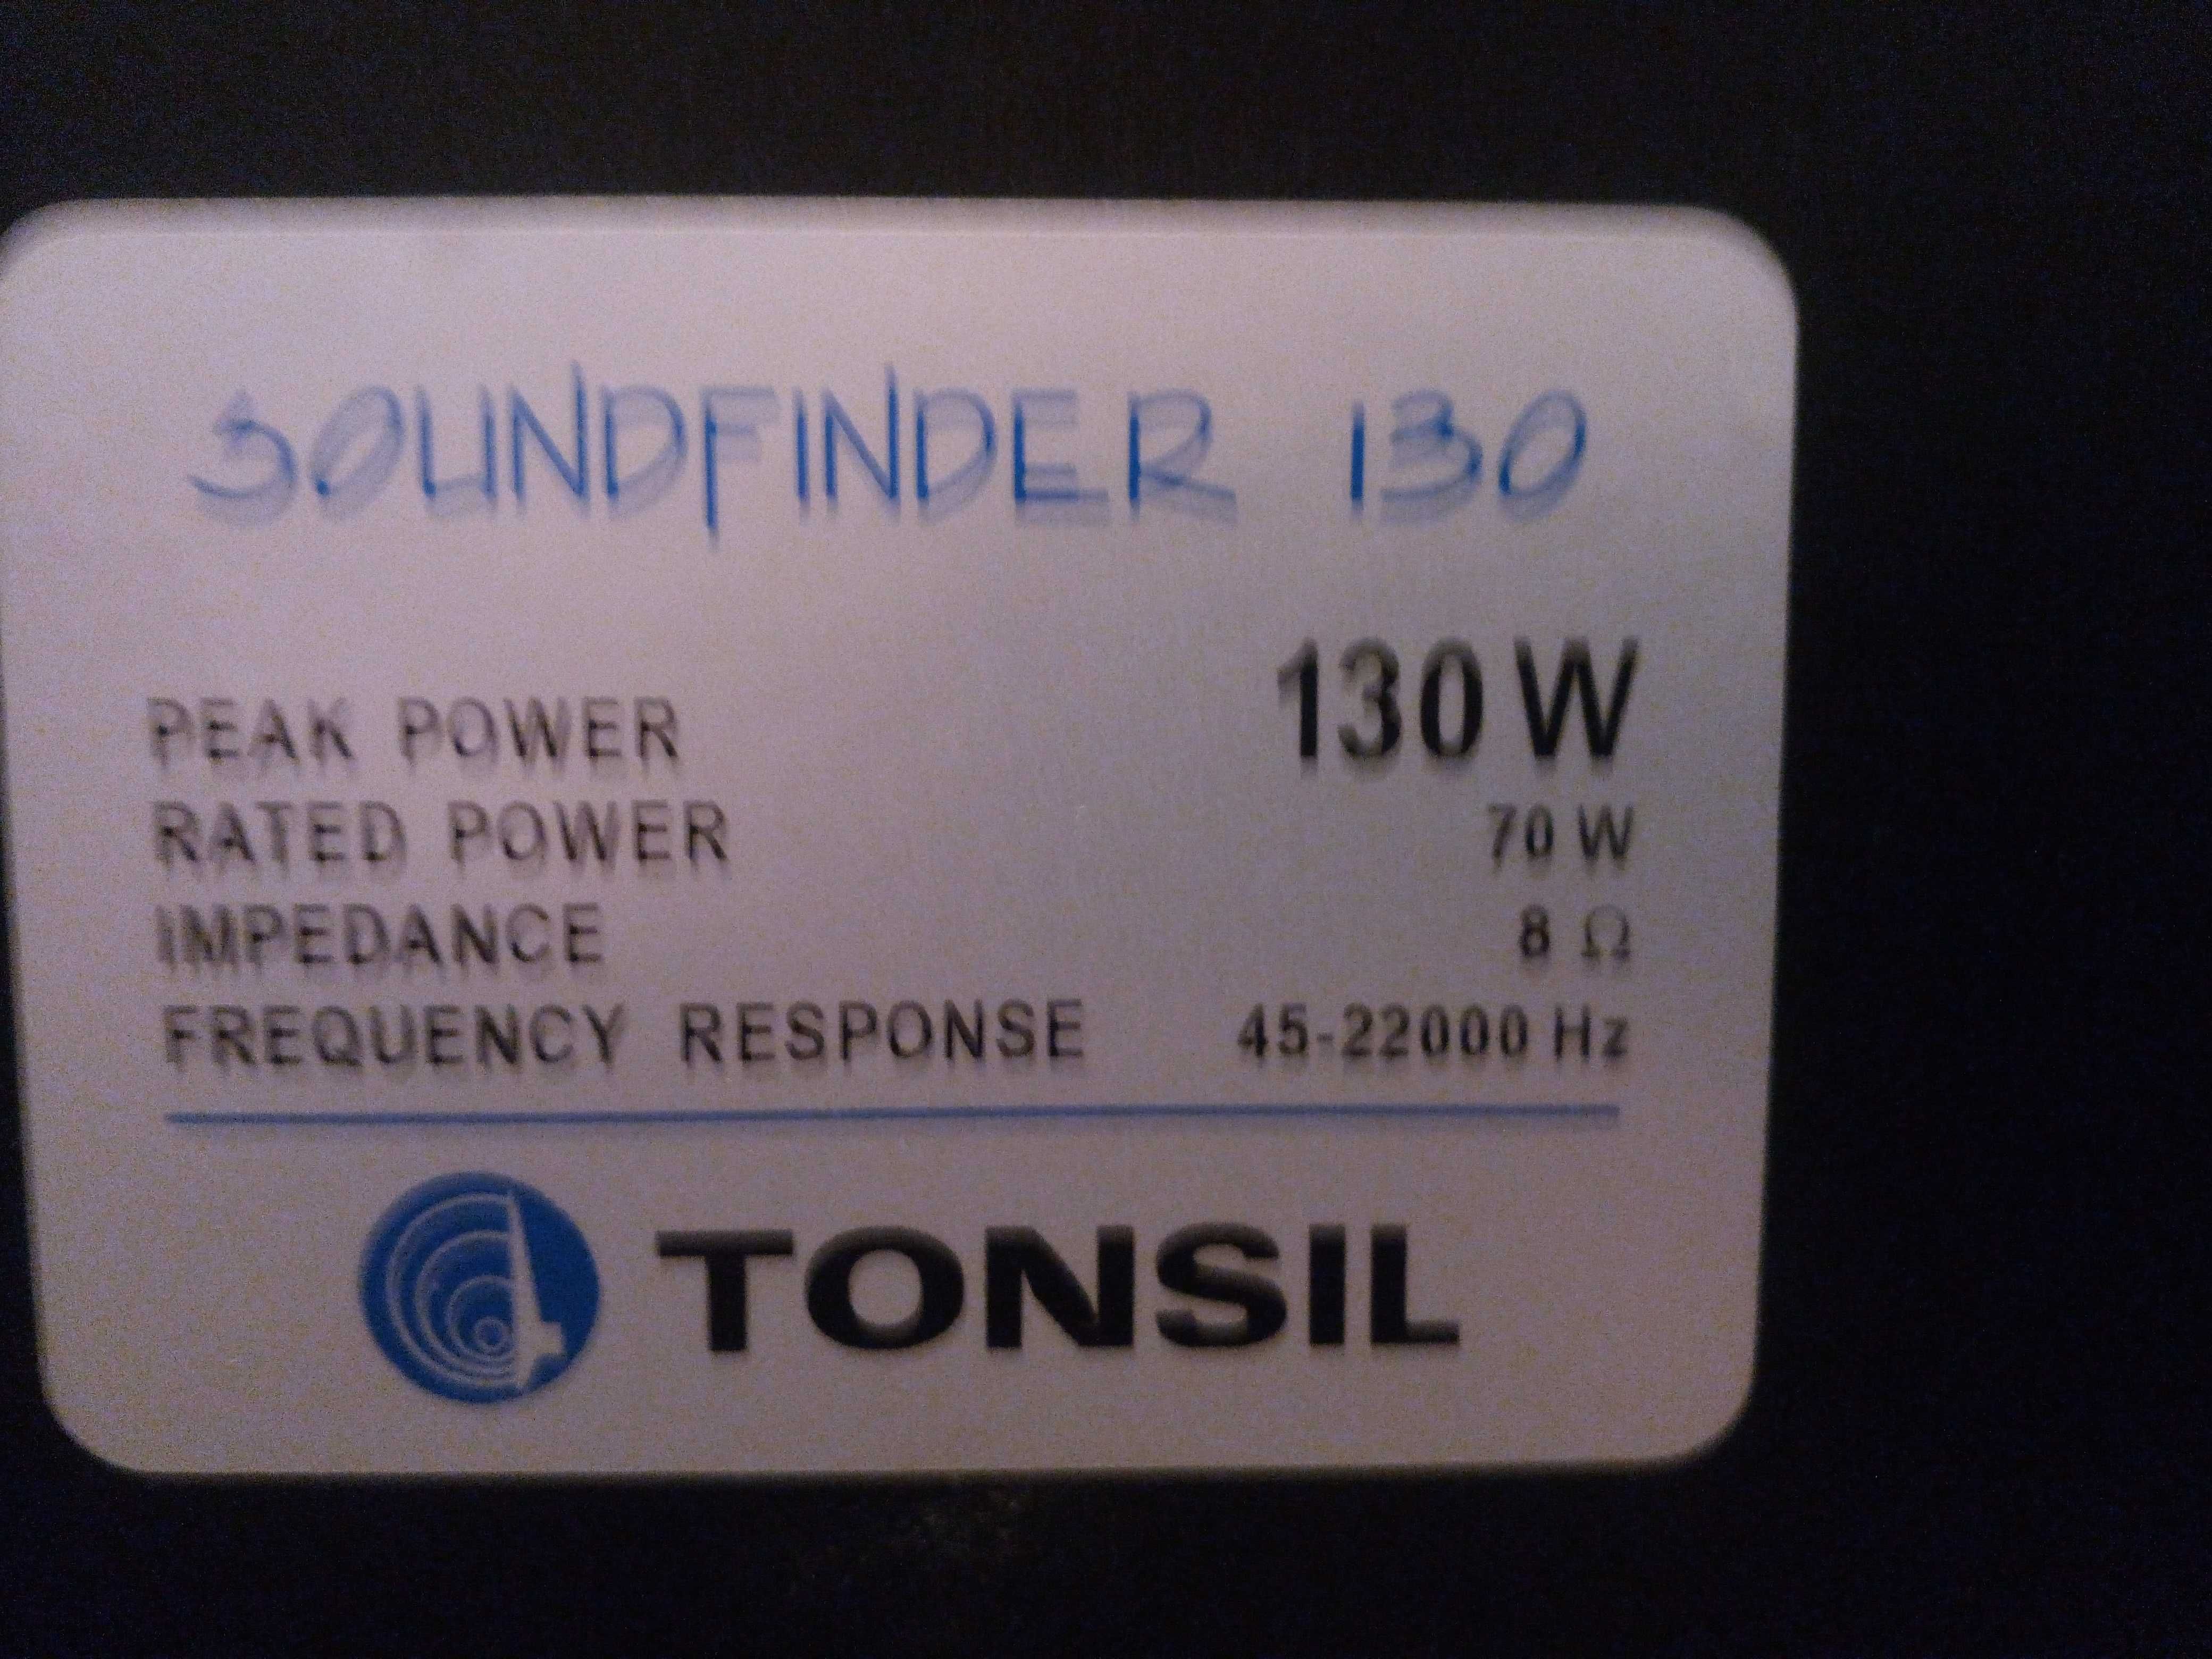 SOUNDFINDER 130
PEAK POWER 130 W
RATED POWER 70 W
IMPEDANCE 8 Ω
FREQUENCY RESPONSE 45-22000 Hz
TONSIL